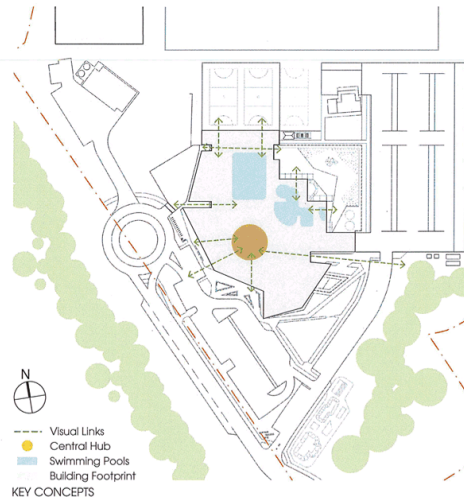 N
Visual Links
Central Hub
Swimming Pools
Building Footprint
KEY CONCEPTS